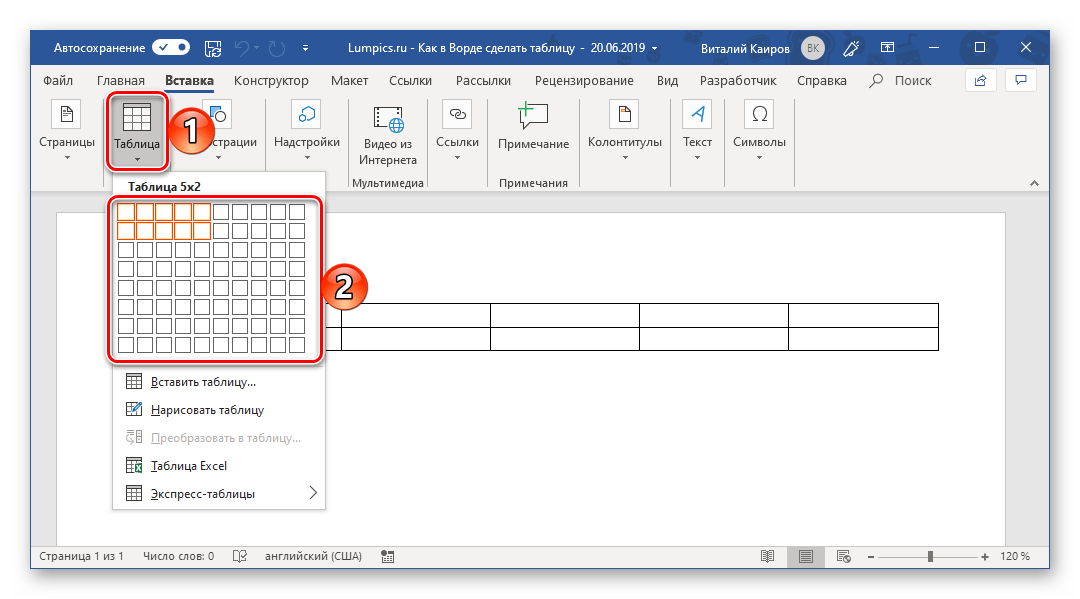 Автосохранение
Lumpics.ru - Как в Ворде сделать таблицу - 20.06.2019
Виталий Каиров
ВК
Файл Главная Вставка Конструктор Макет Ссылки Рассылки Рецензирование Вид Разработчик Справка Поиск
Страницы
Таблица
1
страции
Надстройки
Видео из
Интернета
Ссылки
Примечание
Колонтитулы
Текст
Символы
Мультимедиа
Примечания
Таблица 5x2
2
Вставить таблицу...
Нарисовать таблицу
Преобразовать в таблицу...
Таблица Excel
Экспресс-таблицы
Страница 1 из 1 Число слов: 0 английский (США) 120 %